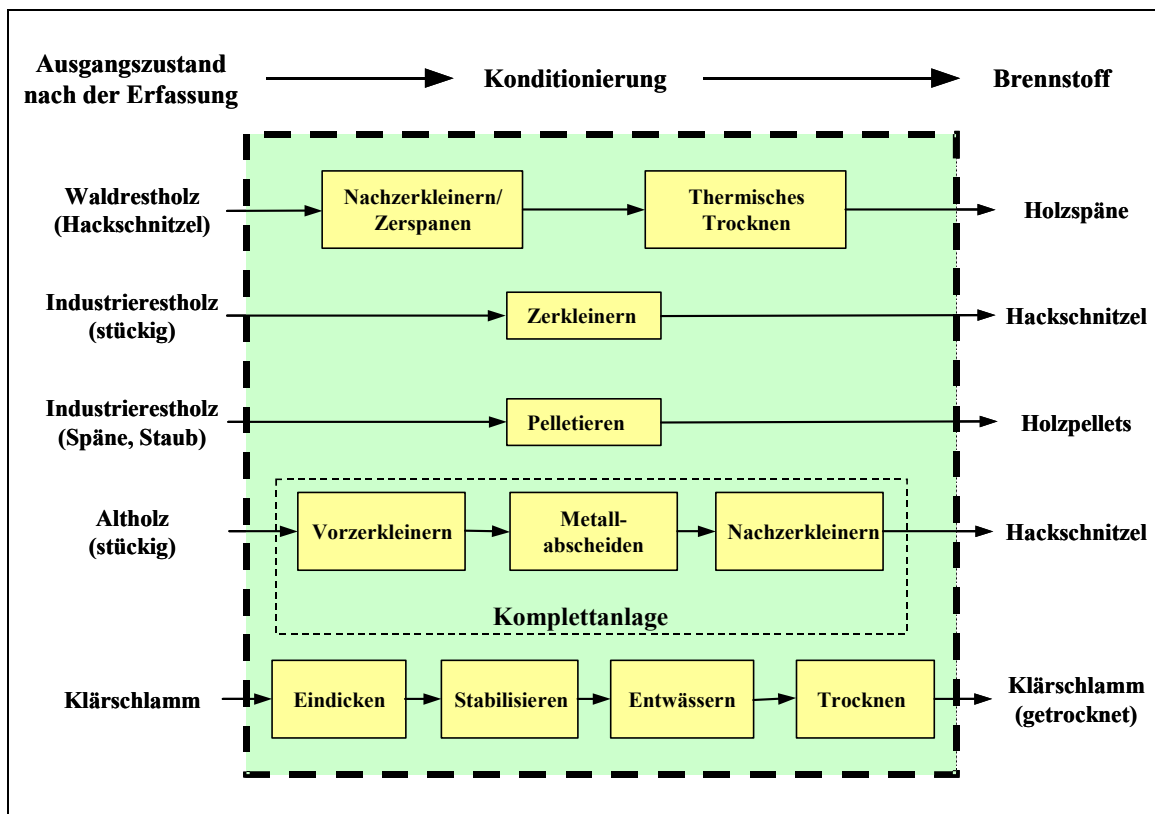 Ausgangszustand
nach der Erfassung
Konditionierung
Brennstoff
Waldrestholz
(Hackschnitzel)
Nachzerkleinern/
Zerspanen
Thermisches
Trocknen
Holzspäne
Industrierestholz
(stückig)
Zerkleinern
Hackschnitzel
Industrierestholz
(Späne, Staub)
Pelletieren
Holzpellets
Altholz
(stückig)
Vorzerkleinern
Metall-
abscheiden
Nachzerkleinern
Hackschnitzel
Komplettanlage
Klärschlamm
Eindicken
Stabilisieren
Entwässern
Trocknen
Klärschlamm
(getrocknet)